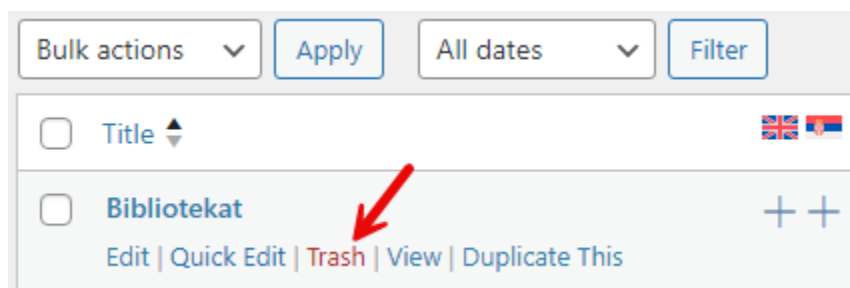 Bulk actions Apply All dates Filter
Title
Bibliotekat
Edit | Quick Edit | Trash | View | Duplicate This